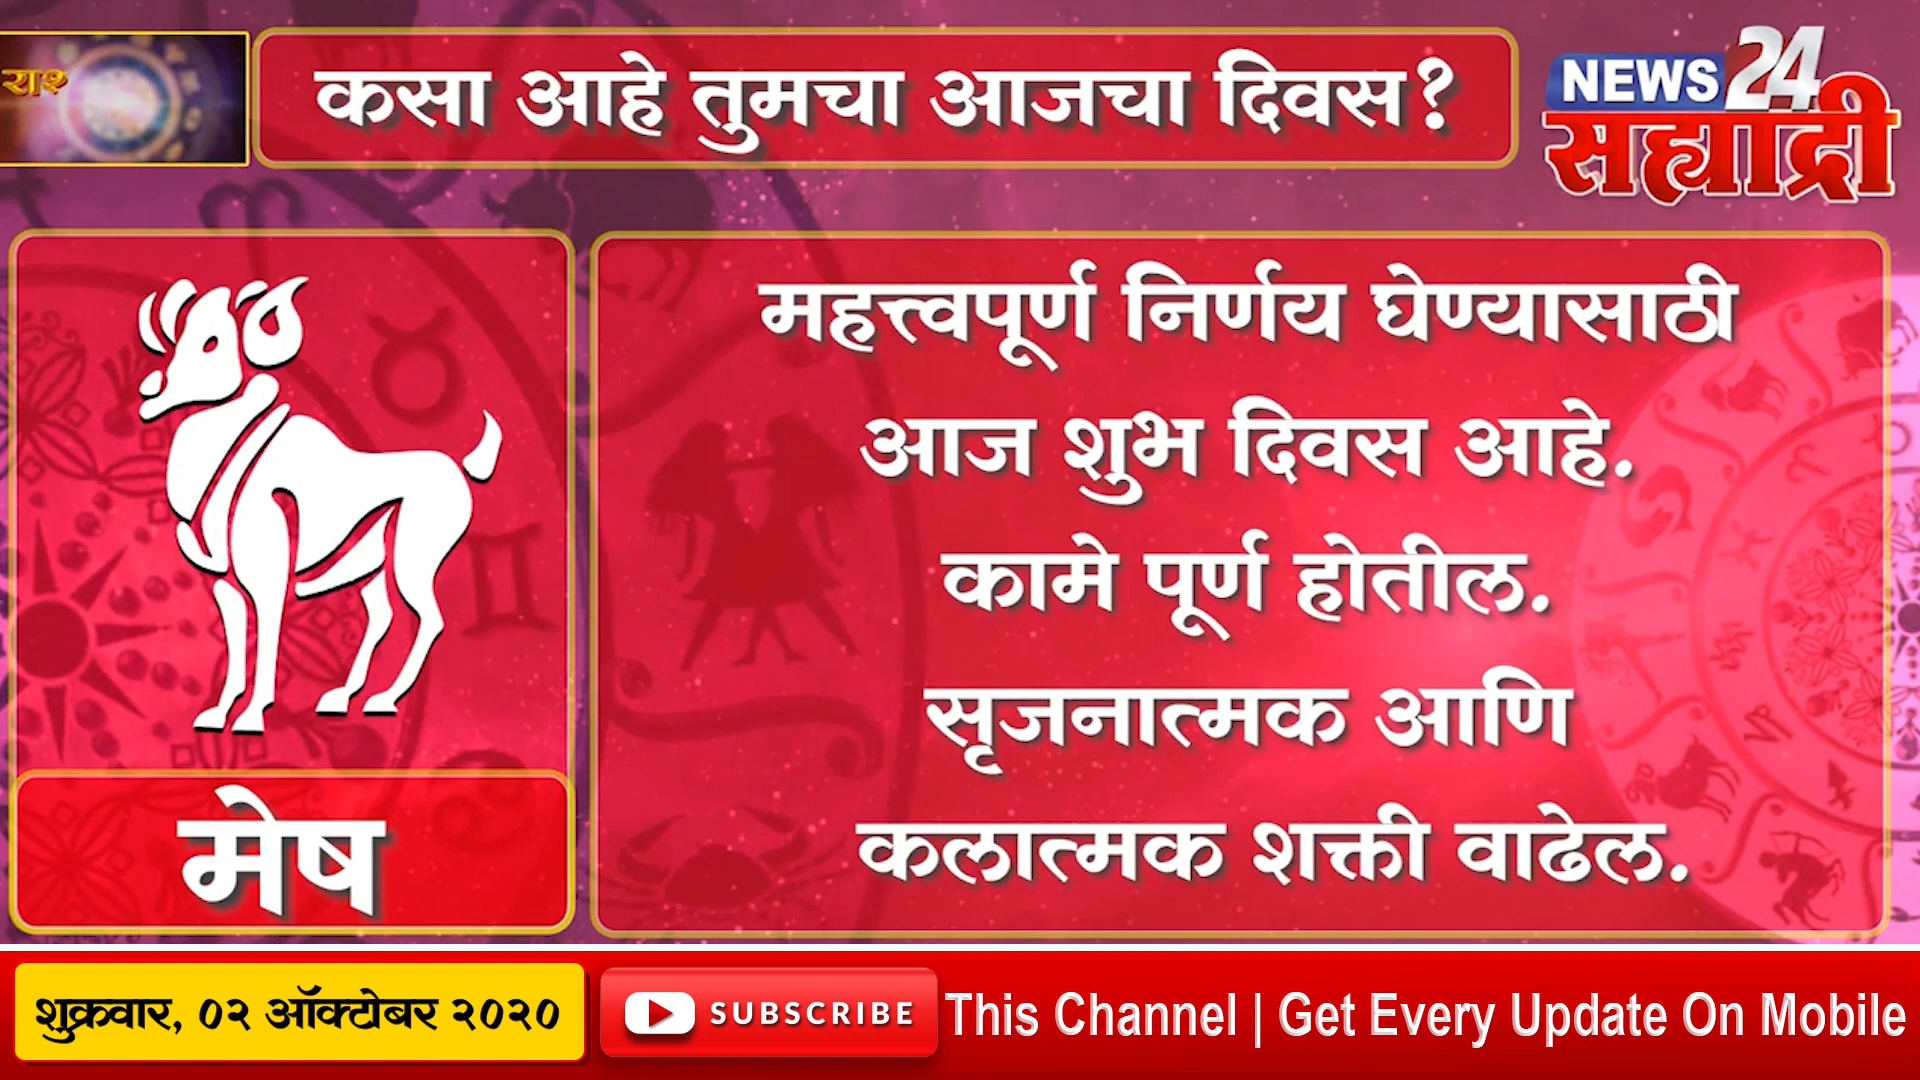 कसा आहे तुमचा आजचा दिवस?
NEWS 24
सह्याद्री
महत्त्वपूर्ण निर्णय घेण्यासाठी
आज शुभ दिवस आहे.
कामे पूर्ण होतील.
सृजनात्मक आणि
कलात्मक शक्ती वाढेल.
मेष
शुक्रवार, ०२ ऑक्टोबर २०२०
SUBSCRIBE This Channel | Get Every Update On Mobile